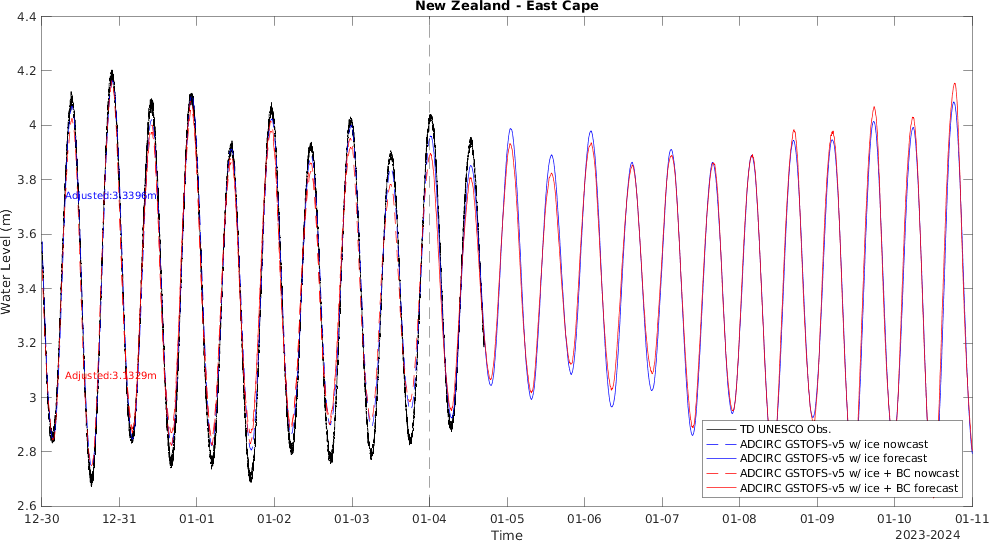 New Zealand - East Cape
Water Level (m)
4.4
4.2
4
3.8
3.6
3.4
3.2
3
2.8
2.6
Adjusted:3.3396m
Adjusted:3.1329m
TD UNESCO Obs.
ADCIRC GSTOFS-v5 w/ ice nowcast
ADCIRC GSTOFS-v5 w/ ice forecast
ADCIRC GSTOFS-v5 w/ ice + BC nowcast
ADCIRC GSTOFS-v5 w/ ice + BC forecast
12-30 12-31 01-01 01-02 01-03 01-04 01-05 01-06 01-07 01-08 01-09 01-10 01-11
Time
2023-2024